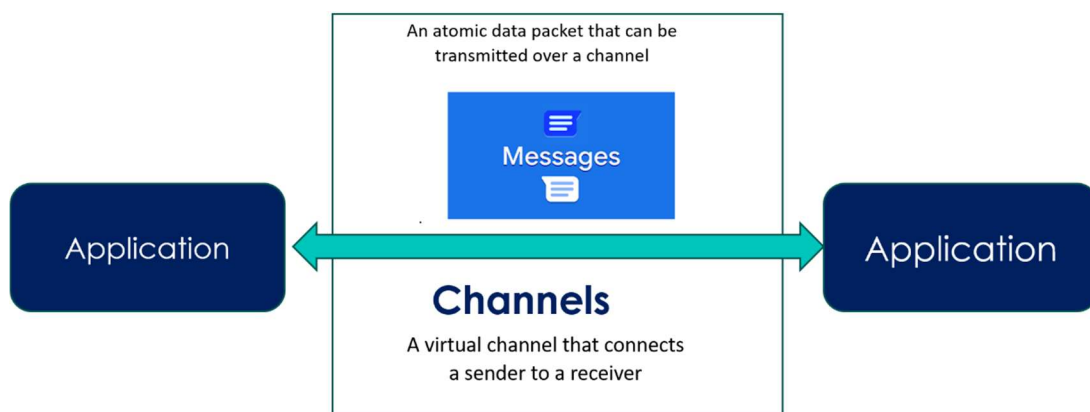 An atomic data packet that can be
transmitted over a channel
Messages
Application
Application
Channels
A virtual channel that connects
a sender to a receiver